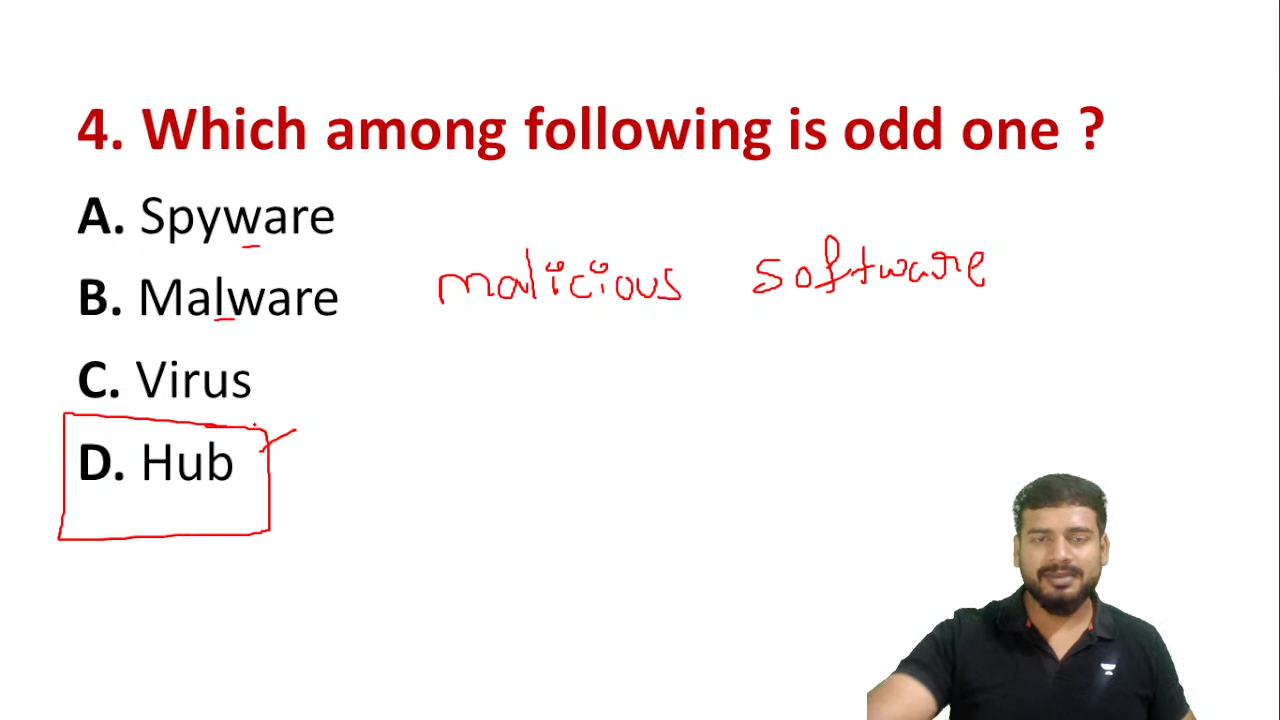 4. Which among following is odd one ?
A. Spyware
B. Malware
malicious software
C. Virus
D. Hub